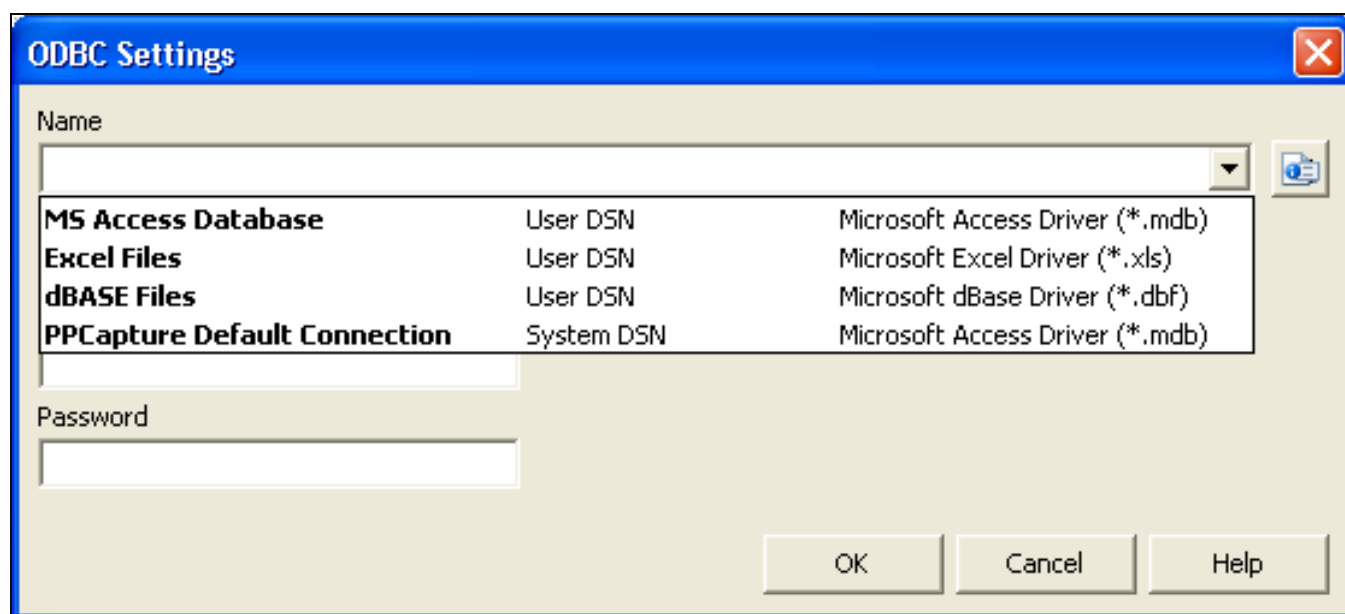 ODBC Settings
Name
MS Access Database User DSN Microsoft Access Driver (*.mdb)
Excel Files User DSN Microsoft Excel Driver (*.xls)
dBASE Files User DSN Microsoft dBase Driver (*.dbf)
PPCapture Default Connection System DSN Microsoft Access Driver (*.mdb)
Password
OK Cancel Help